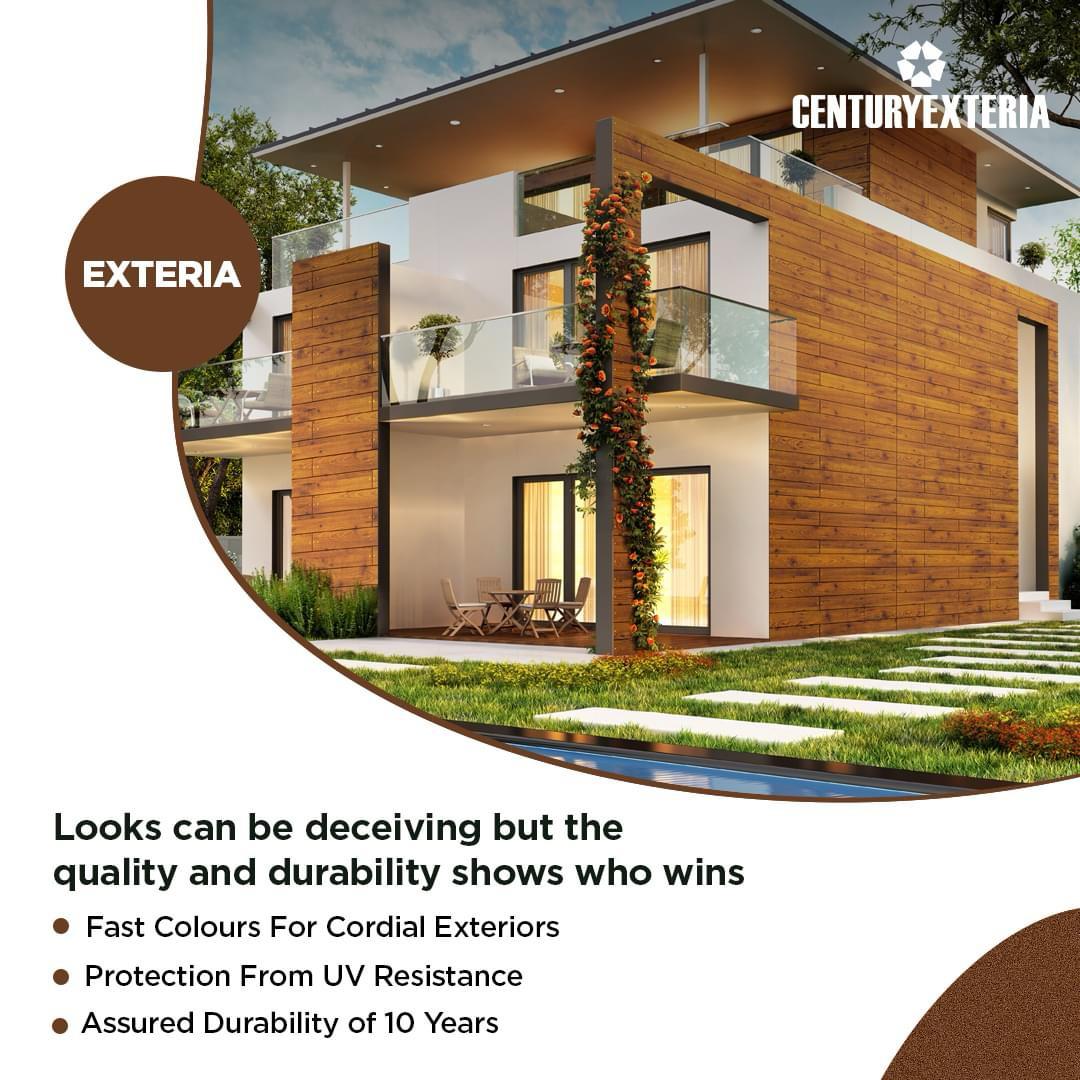 CENTURYEXTERIA
EXTERIA
Looks can be deceiving but the
quality and durability shows who wins
Fast Colours For Cordial Exteriors
Protection From UV Resistance
Assured Durability of 10 Years